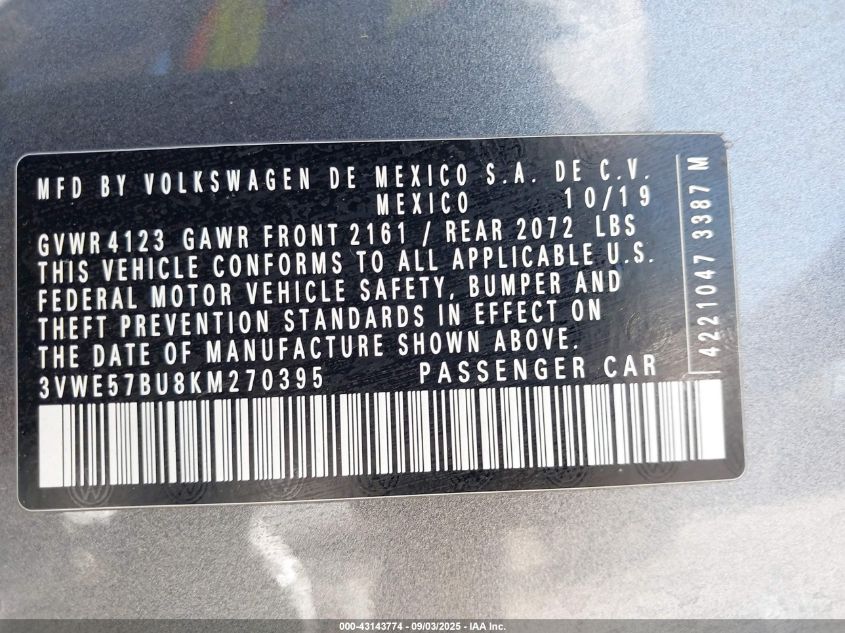 MFD BY VOLKSWAGEN DE MEXICO S.A. DE C.V.
MEXICO 10/19
GVWR 4123 GAWR FRONT 2161 / REAR 2072 LBS
THIS VEHICLE CONFORMS TO ALL APPLICABLE U.S.
FEDERAL MOTOR VEHICLE SAFETY, BUMPER AND
THEFT PREVENTION STANDARDS IN EFFECT ON
THE DATE OF MANUFACTURE SHOWN ABOVE.
3VWE57BU8KM270395 PASSENGER CAR
4221047 3387 M
000-43143774 - 09/03/2025 - IAA Inc.